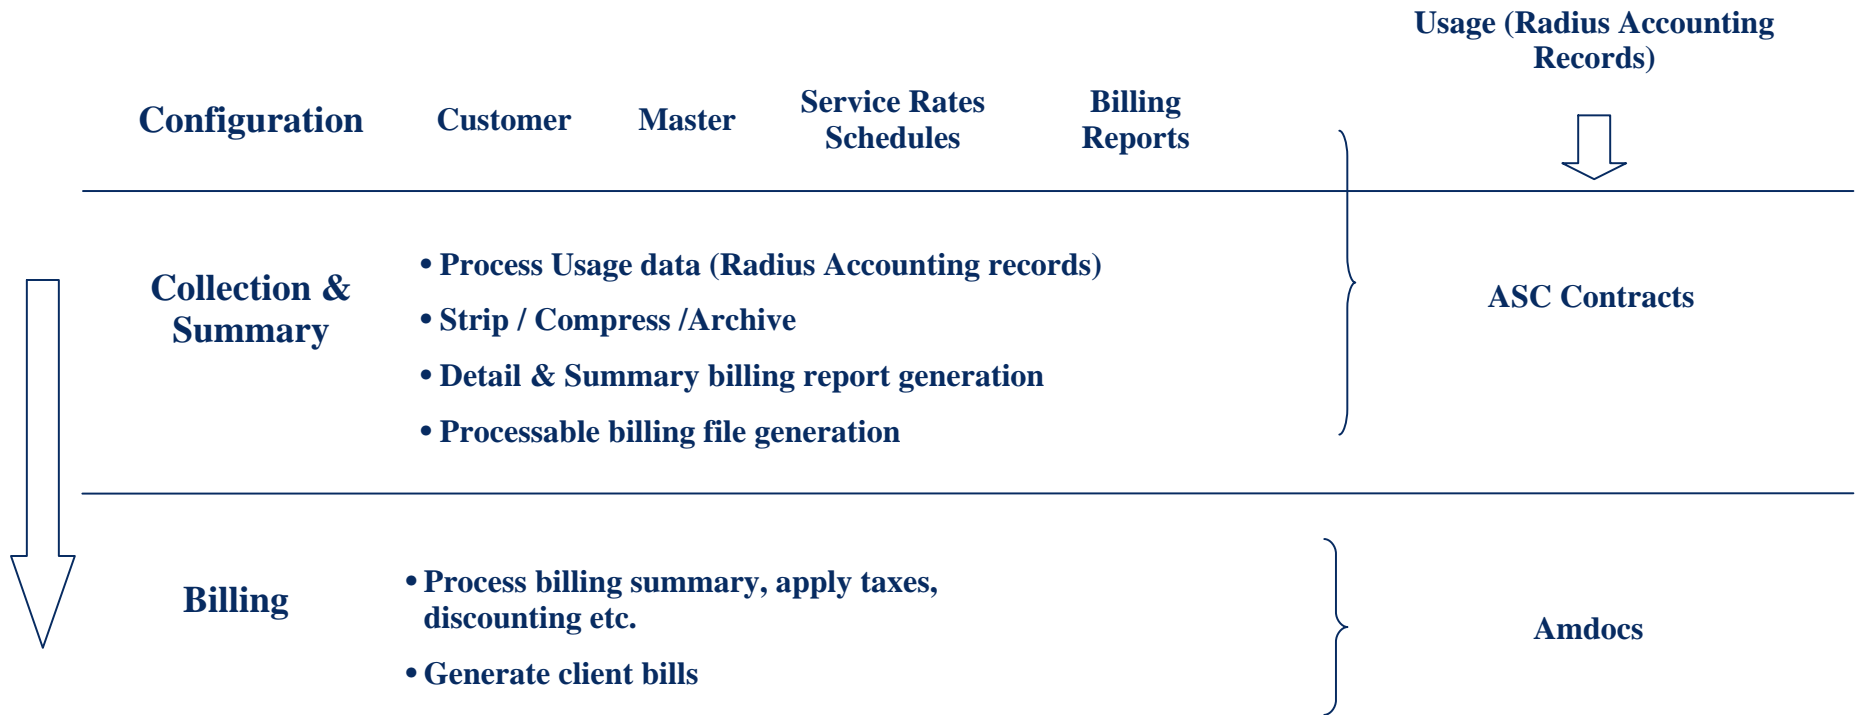 Usage (Radius Accounting
Records)
Configuration
Customer
Master
Service Rates
Schedules
Billing
Reports
Collection &
Summary
• Process Usage data (Radius Accounting records)
• Strip / Compress /Archive
• Detail & Summary billing report generation
• Processable billing file generation
ASC Contracts
Billing
• Process billing summary, apply taxes,
discounting etc.
• Generate client bills
Amdocs